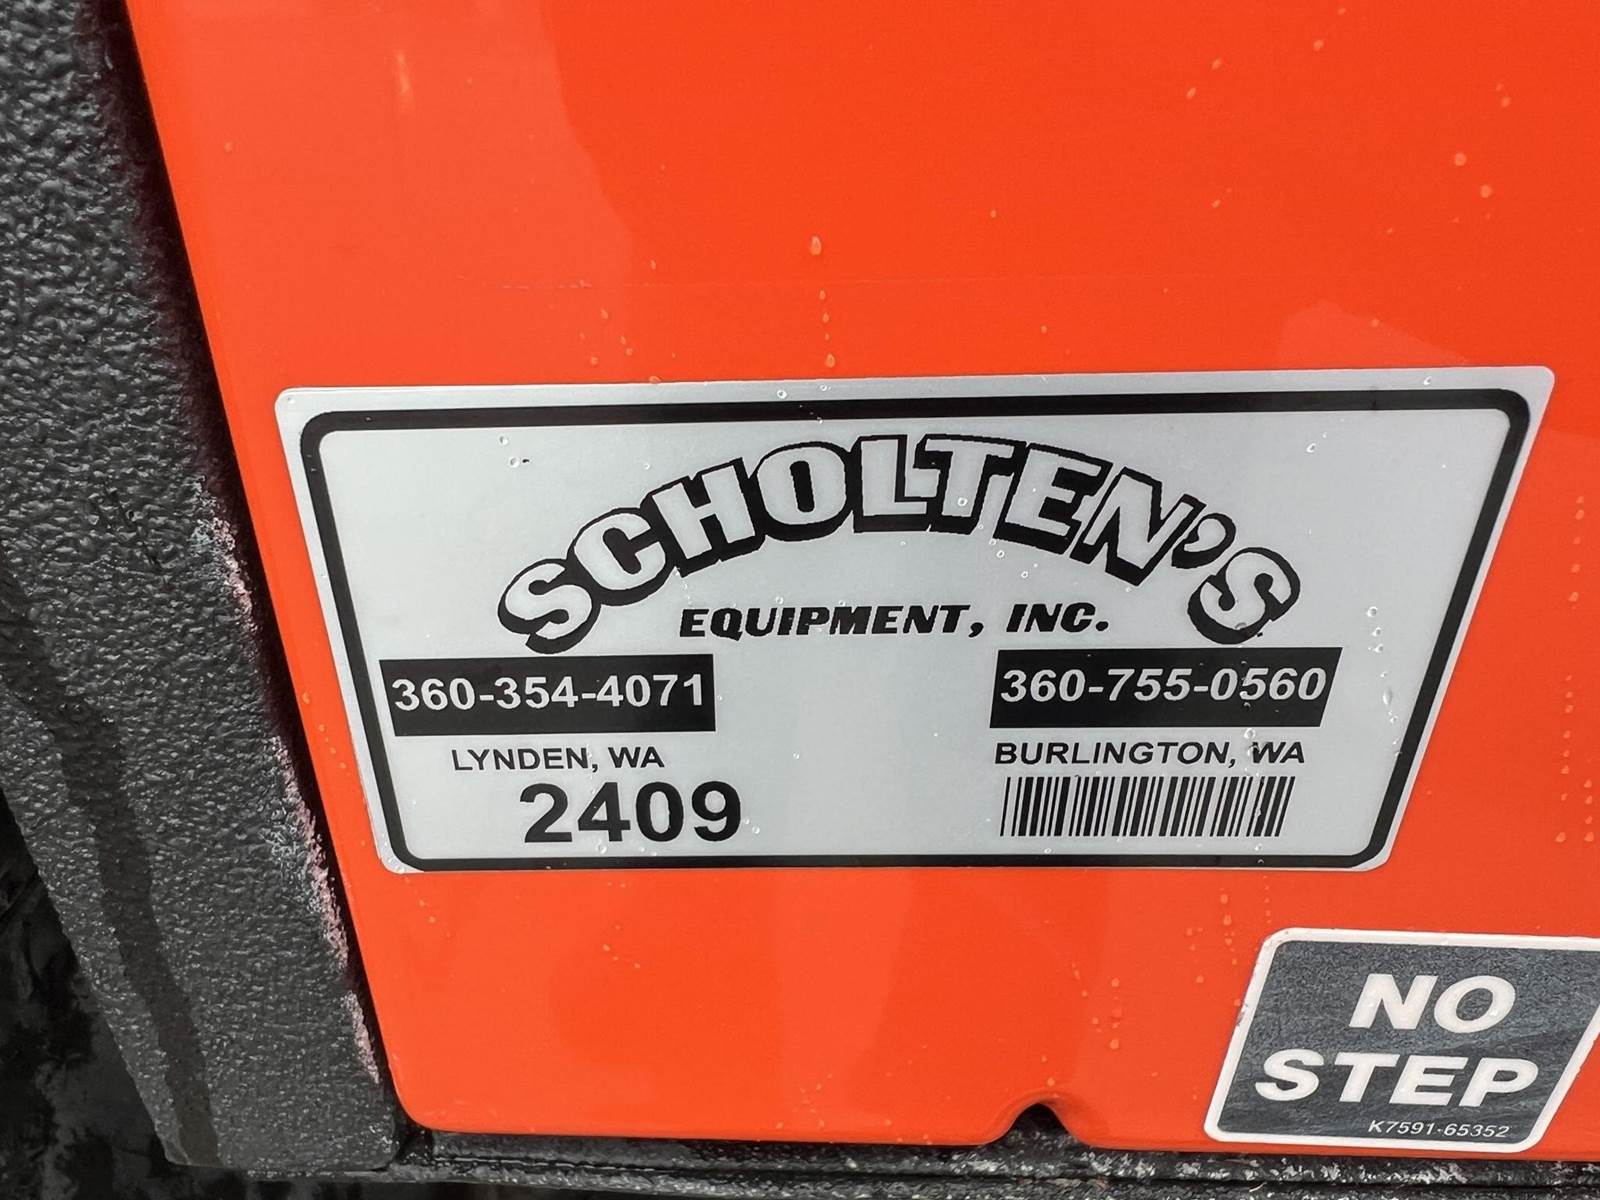 SCHOLTEN'S
EQUIPMENT, INC.
360-354-4071
LYNDEN, WA
2409
360-755-0560
BURLINGTON, WA
NO
STEP
K7591-65352